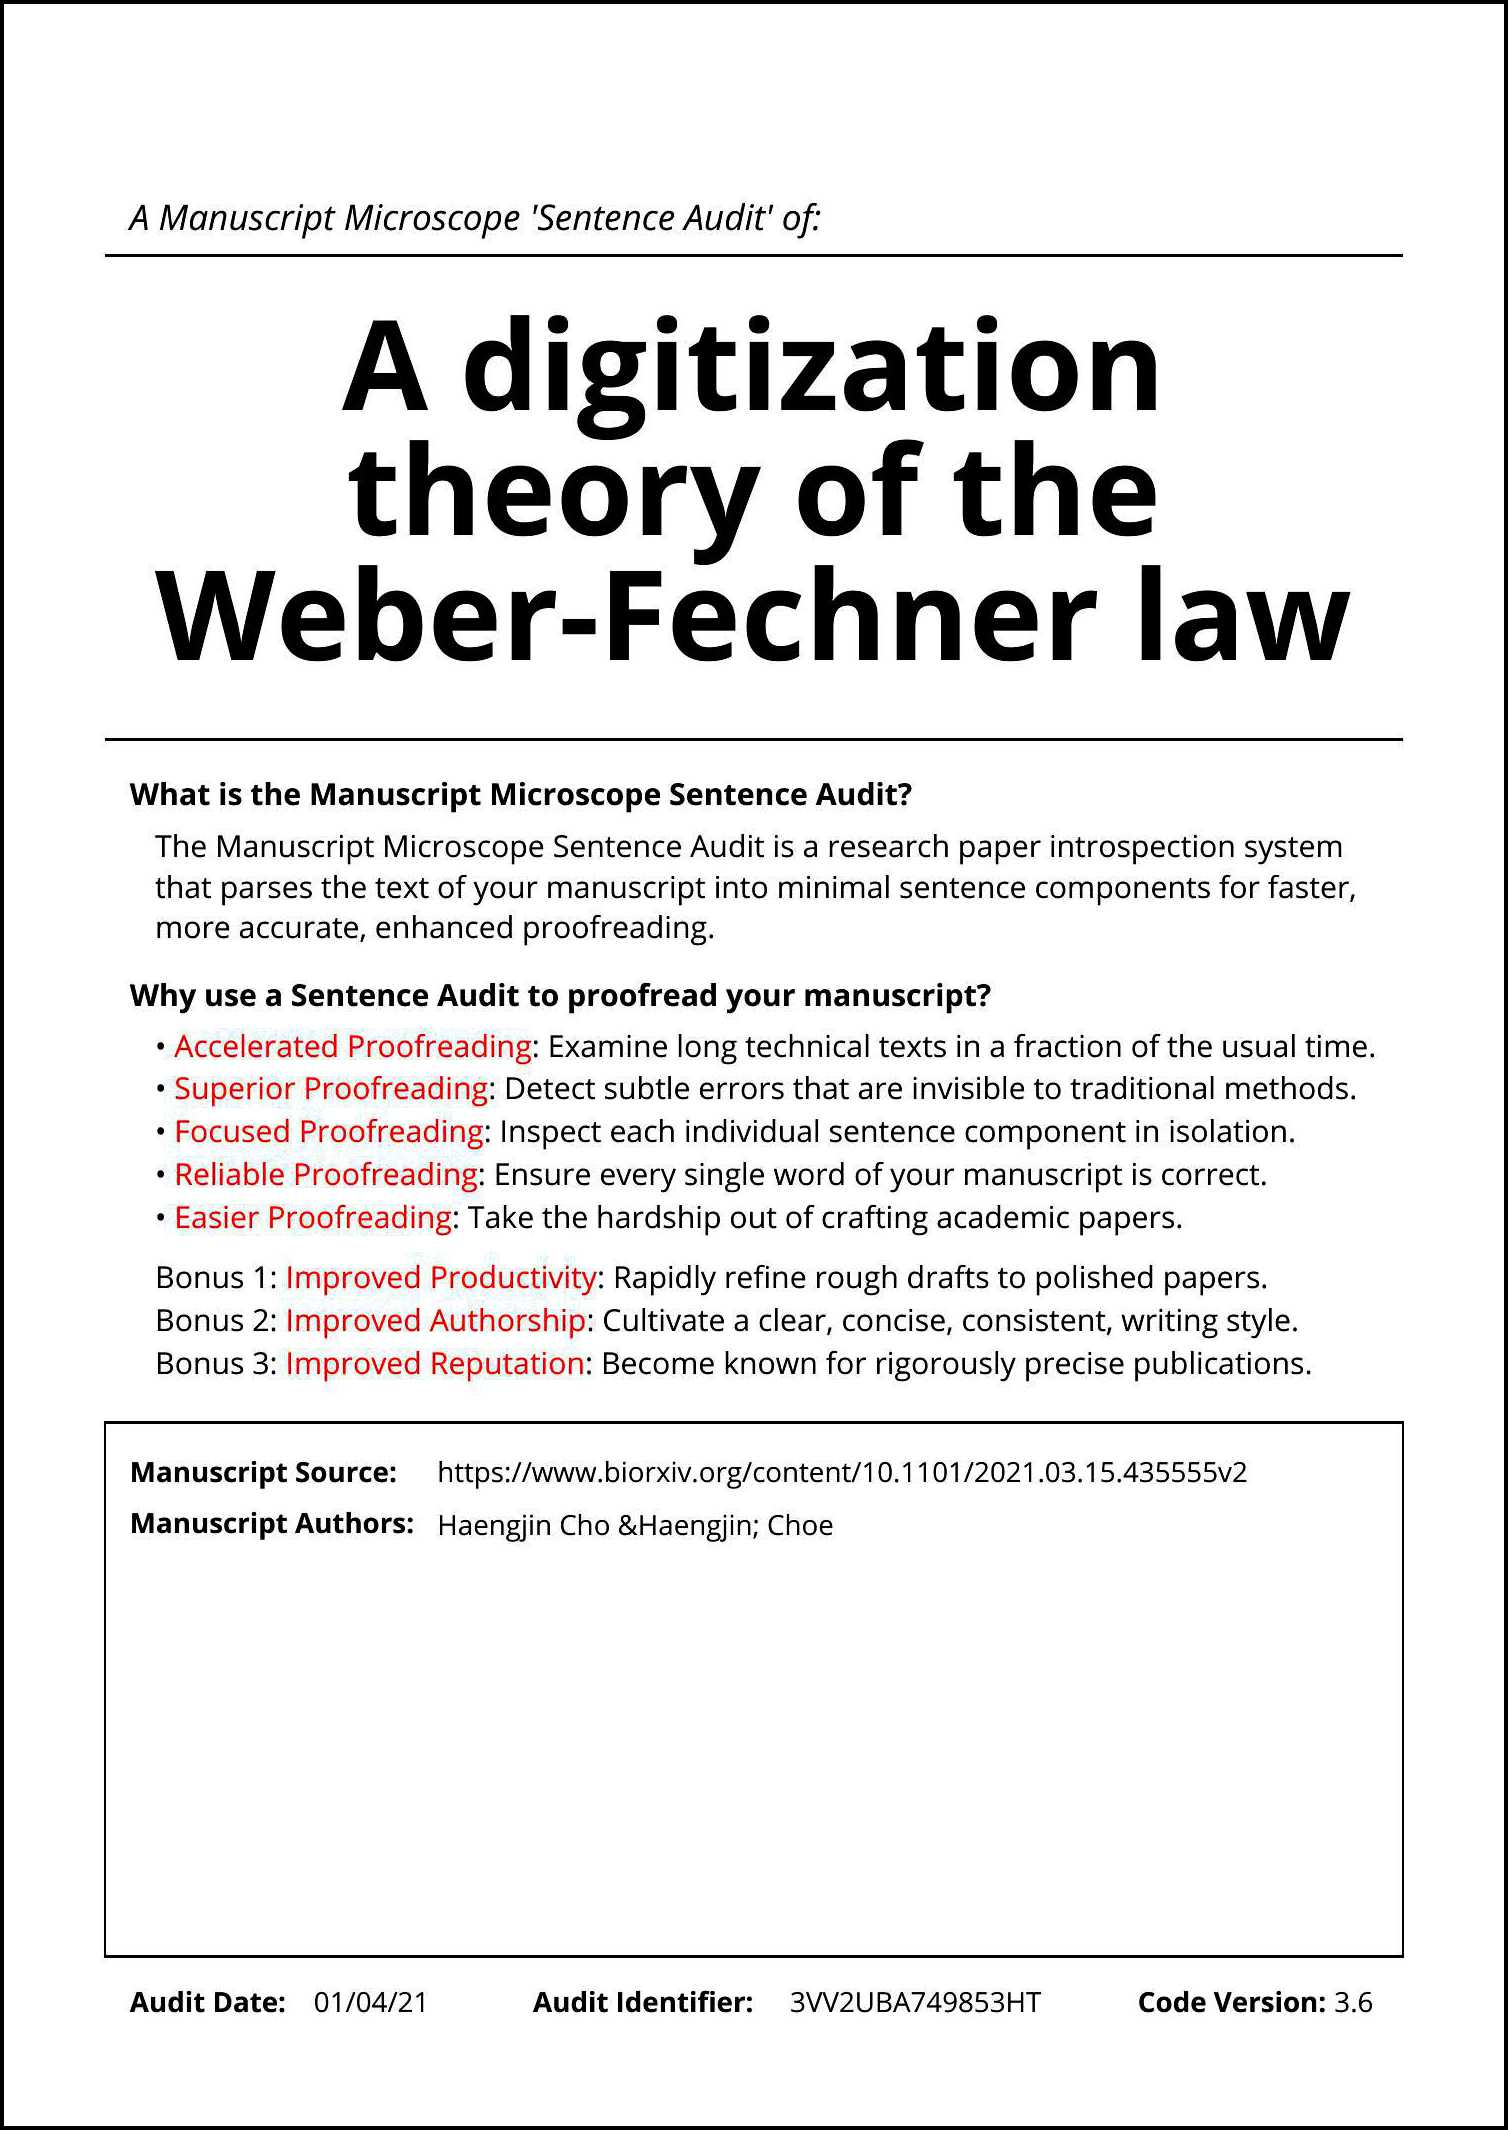 A Manuscript Microscope 'Sentence Audit' of:
A digitization
theory of the
Weber-Fechner law
What is the Manuscript Microscope Sentence Audit?
The Manuscript Microscope Sentence Audit is a research paper introspection system
that parses the text of your manuscript into minimal sentence components for faster,
more accurate, enhanced proofreading.
Why use a Sentence Audit to proofread your manuscript?
• Accelerated Proofreading: Examine long technical texts in a fraction of the usual time.
• Superior Proofreading: Detect subtle errors that are invisible to traditional methods.
• Focused Proofreading: Inspect each individual sentence component in isolation.
• Reliable Proofreading: Ensure every single word of your manuscript is correct.
• Easier Proofreading: Take the hardship out of crafting academic papers.
Bonus 1: Improved Productivity: Rapidly refine rough drafts to polished papers.
Bonus 2: Improved Authorship: Cultivate a clear, concise, consistent, writing style.
Bonus 3: Improved Reputation: Become known for rigorously precise publications.
Manuscript Source: https://www.biorxiv.org/content/10.1101/2021.03.15.435555v2
Manuscript Authors: Haengjin Cho &Haengjin; Choe
Audit Date: 01/04/21 Audit Identifier: 3VV2UBA749853HT Code Version: 3.6